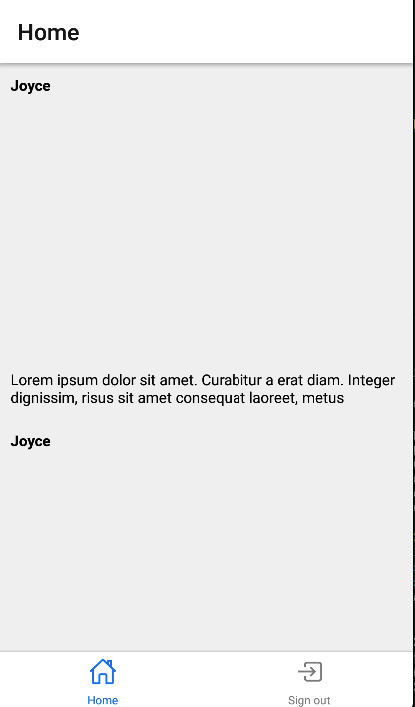 Home
Joyce
Lorem ipsum dolor sit amet. Curabitur a erat diam. Integer
dignissim, risus sit amet consequat laoreet, metus
Joyce
Home
Sign out